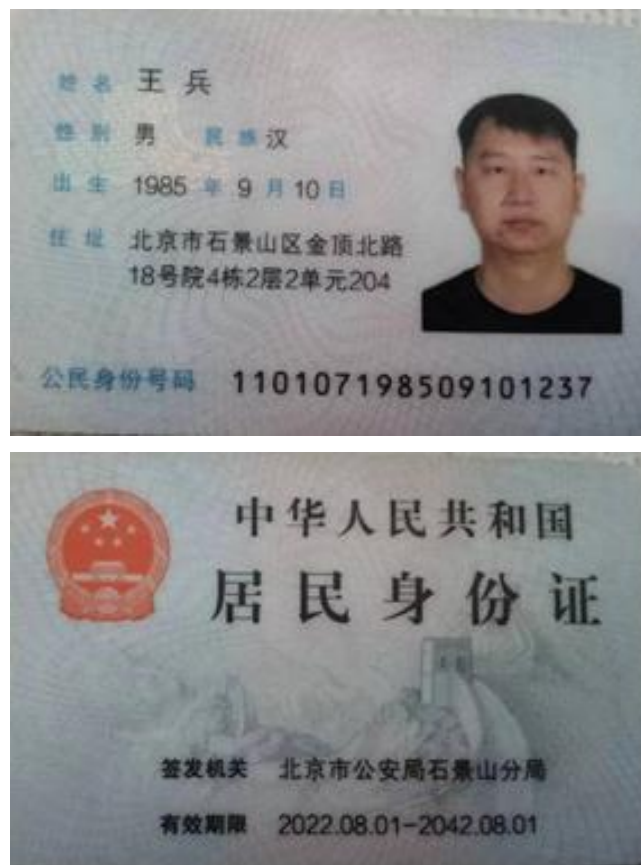 姓名 王兵
性别 男 民族 汉
出生 1985 年 9 月 10 日
住址 北京市石景山区金顶北路
18号院4栋2层2单元204
公民身份号码 110107198509101237
中华人民共和国
居民身份证
签发机关 北京市公安局石景山分局
有效期限 2022.08.01-2042.08.01